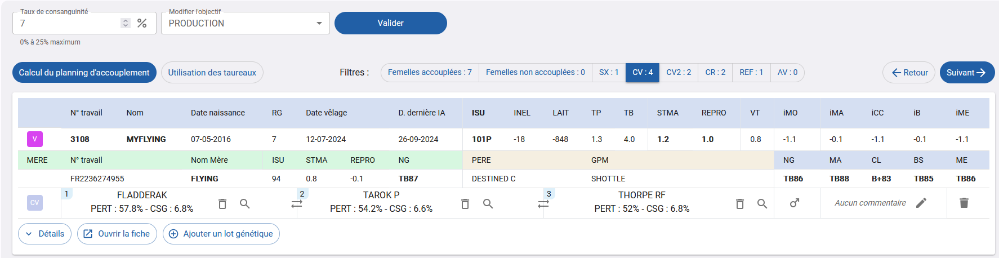 Taux de consanguinité
Modifier l'objectif
7 %
PRODUCTION
Valider
0% à 25% maximum
Calcul du planning d'accouplement
Utilisation des taureaux
Filtres :
Femelles accouplées : 7
Femelles non accouplées : 0
SX : 1
CV : 4
CV2 : 2
CR : 2
REF : 1
AV : 0
Retour
Suivant
N° travail Nom Date naissance RG Date vêlage D. dernière IA ISU INEL LAIT TP TB STMA REPRO VT iMO iMA iCC iB iME
V 3108 MYFLYING 07-05-2016 7 12-07-2024 26-09-2024 101P -18 -848 1.3 4.0 1.2 1.0 0.8 -1.1 -0.1 -1.1 -0.1 -1.1
MERE N° travail Nom Mère ISU STMA REPRO NG PERE GPM NG MA CL BS ME
FR2236274955 FLYING 94 0.8 -0.1 TB87 DESTINED C SHOTTLE TB86 TB88 B+83 TB85 TB86
CV
1 FLADDERAK
PERT : 57.8% - CSG : 6.8%
2 TAROK P
PERT : 54.2% - CSG : 6.6%
3 THORPE RF
PERT : 52% - CSG : 6.8%
Aucun commentaire
Détails
Ouvrir la fiche
Ajouter un lot génétique